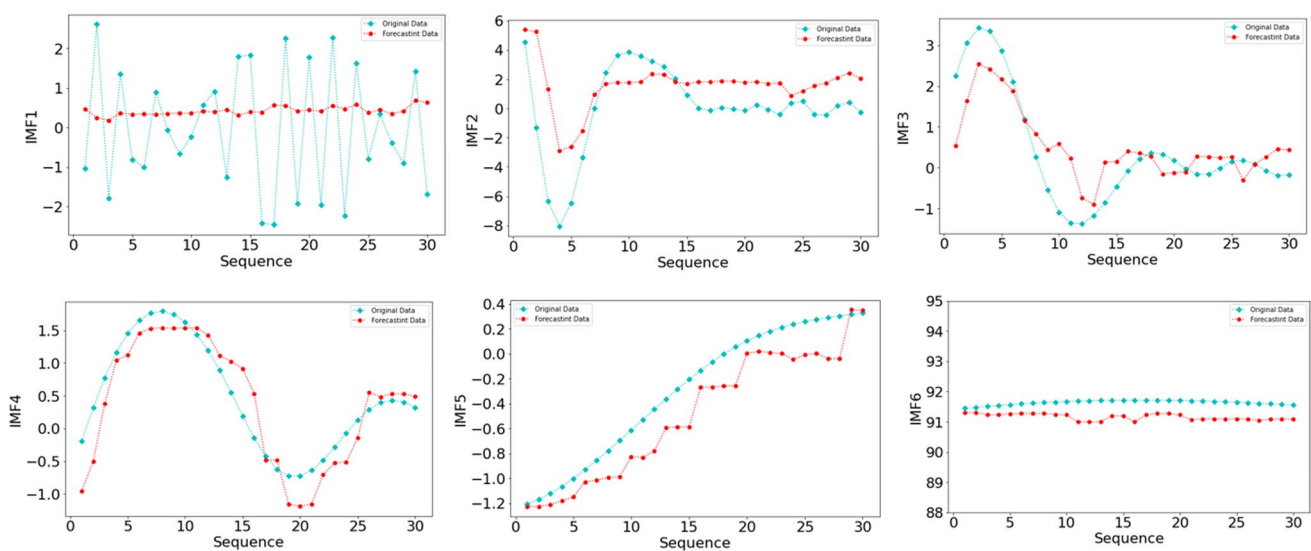 Original Data
Forecastint Data
IMF1
2
1
0
−1
−2
0 5 10 15 20 25 30
Sequence
Original Data
Forecastint Data
IMF2
6
4
2
0
−2
−4
−6
−8
0 5 10 15 20 25 30
Sequence
Original Data
Forecastint Data
IMF3
3
2
1
0
−1
0 5 10 15 20 25 30
Sequence
Original Data
Forecastint Data
IMF4
1.5
1.0
0.5
0.0
−0.5
−1.0
0 5 10 15 20 25 30
Sequence
Original Data
Forecastint Data
IMF5
0.4
0.2
0.0
−0.2
−0.4
−0.6
−0.8
−1.0
−1.2
0 5 10 15 20 25 30
Sequence
Original Data
Forecastint Data
IMF6
95
94
93
92
91
90
89
88
0 5 10 15 20 25 30
Sequence